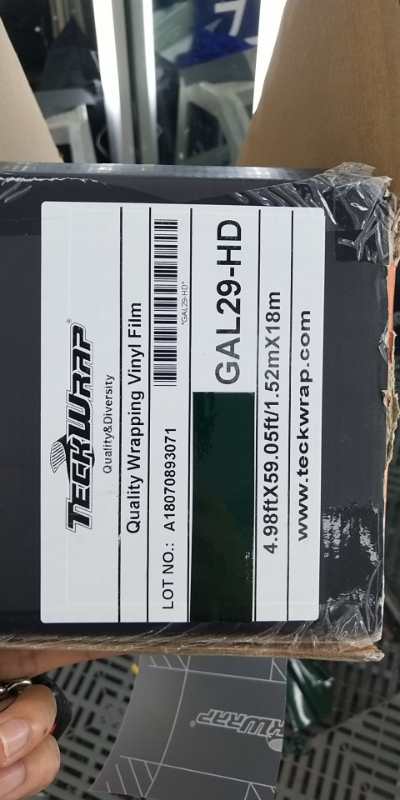 TECKWRAP®
Quality&Diversity
Quality Wrapping Vinyl Film
LOT NO.: A18070893071
*GAL29-HD*
GAL29-HD
4.98ftX59.05ft/1.52mX18m
www.teckwrap.com
TECKWRAP